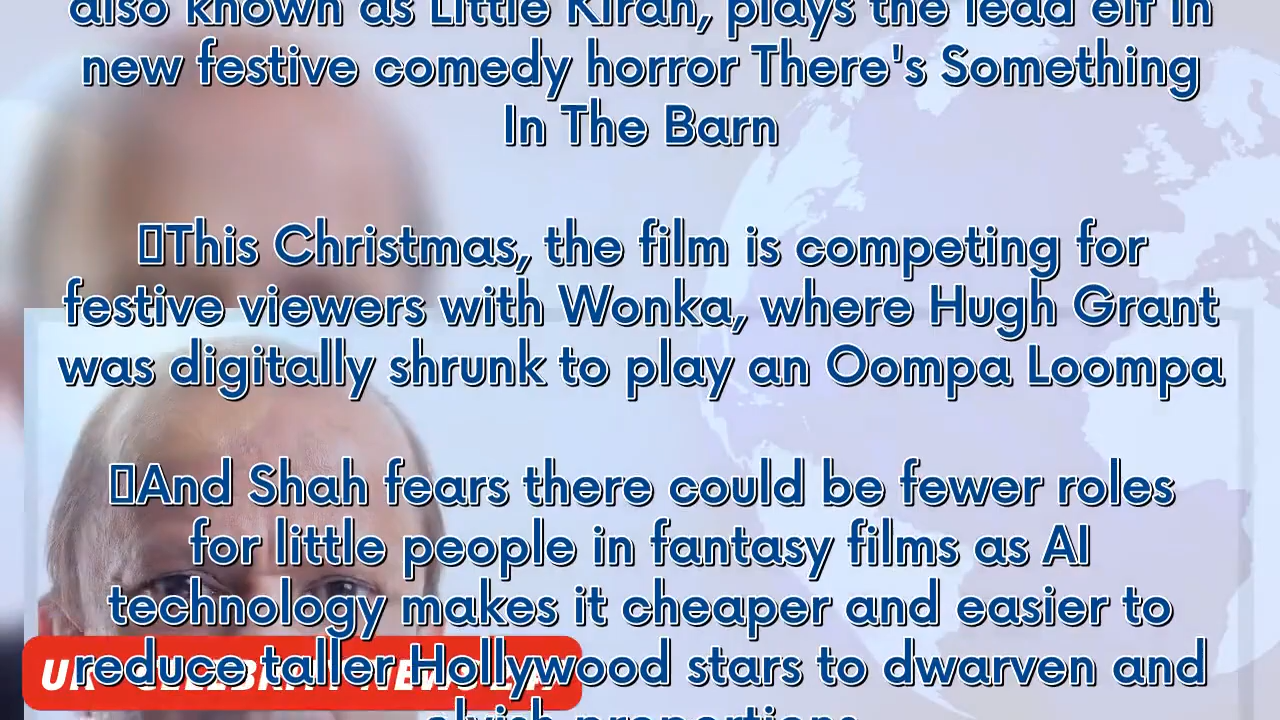 also known as Little Kiran, plays the lead elf in
new festive comedy horror There's Something
In The Barn
This Christmas, the film is competing for
festive viewers with Wonka, where Hugh Grant
was digitally shrunk to play an Oompa Loompa
And Shah fears there could be fewer roles
for little people in fantasy films as AI
technology makes it cheaper and easier to
reduce taller Hollywood stars to dwarven and
elvish proportions